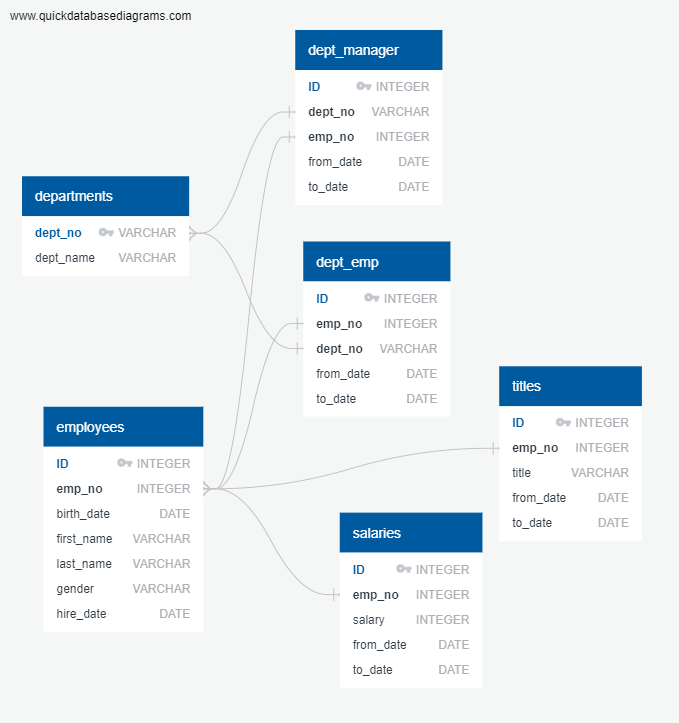 www.quickdatabasediagrams.com
dept_manager
ID INTEGER
dept_no VARCHAR
emp_no INTEGER
from_date DATE
to_date DATE
departments
dept_no VARCHAR
dept_name VARCHAR
dept_emp
ID INTEGER
emp_no INTEGER
dept_no VARCHAR
from_date DATE
to_date DATE
titles
ID INTEGER
emp_no INTEGER
title VARCHAR
from_date DATE
to_date DATE
employees
ID INTEGER
emp_no INTEGER
birth_date DATE
first_name VARCHAR
last_name VARCHAR
gender VARCHAR
hire_date DATE
salaries
ID INTEGER
emp_no INTEGER
salary INTEGER
from_date DATE
to_date DATE